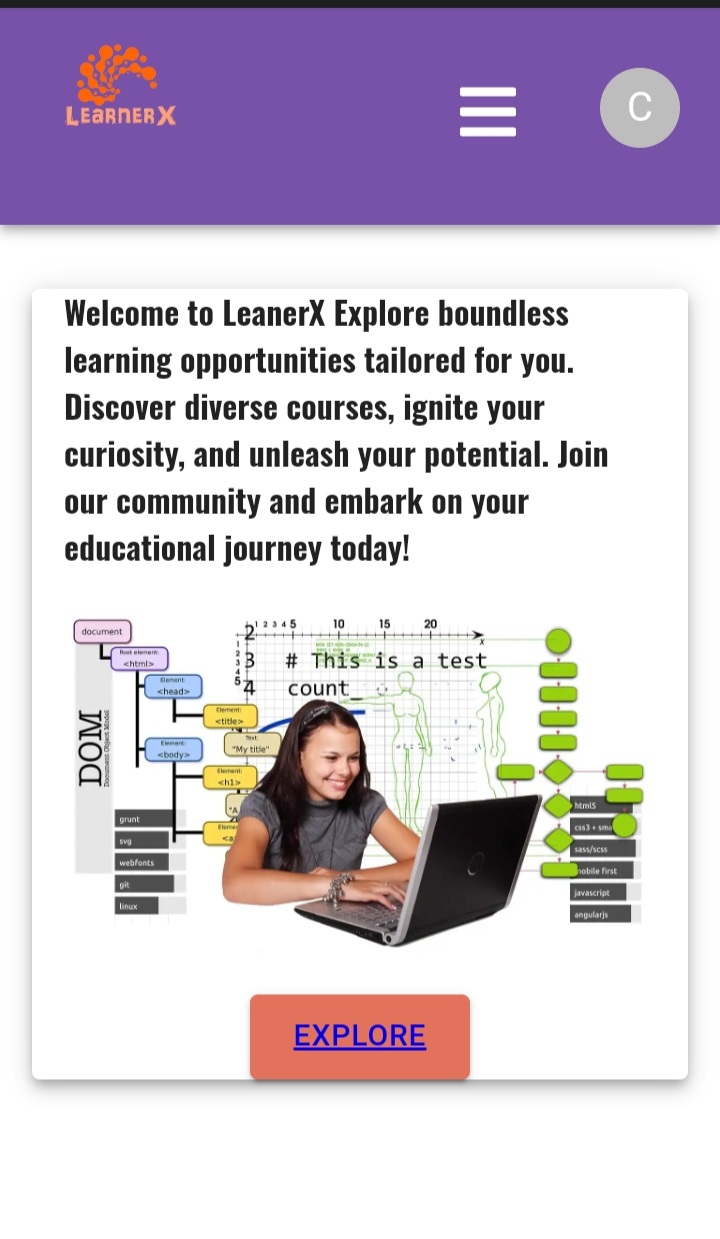 LEARNERX
C
Welcome to LeanerX Explore boundless
learning opportunities tailored for you.
Discover diverse courses, ignite your
curiosity, and unleash your potential. Join
our community and embark on your
educational journey today!
document
Root element:
<html>
Element:
<head>
Element:
<title>
Text:
"My title"
Element:
<body>
Element:
<h1>
"A
Eleme
<a
DOM
Document Object Model
grunt
svg
webfonts
git
linux
2 1 2 3 4 5 10 15 20
x
1
2
3
4
5
3 # This is a test
4 count_
html5
css3 + sma
sass/scss
mobile first
javascript
angularjs
EXPLORE